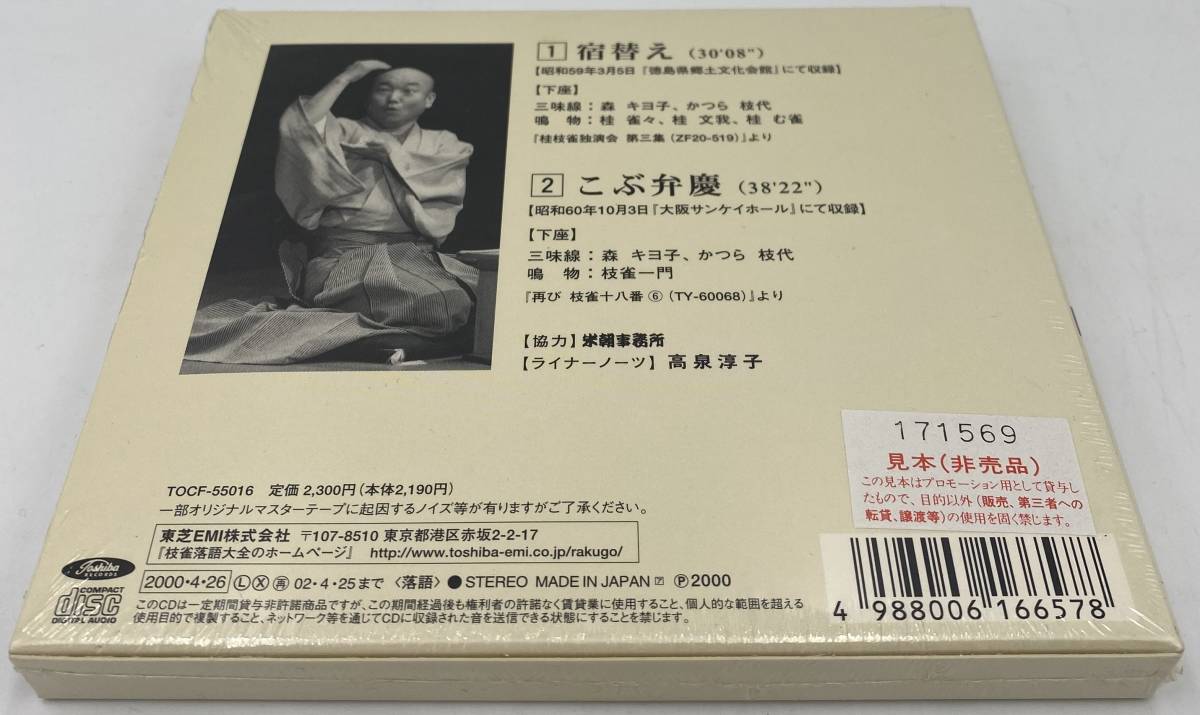 1 宿替え (30'08")
【昭和59年3月5日『徳島県郷土文化会館』にて収録】
【下座】
三味線：森 キヨ子、かつら 枝代
鳴　物：桂 雀々、桂 文我、桂 む雀
『桂枝雀独演会 第三集（ZF20-519）』より
2 こぶ弁慶 (38'22")
【昭和60年10月3日『大阪サンケイホール』にて収録】
【下座】
三味線：森 キヨ子、かつら 枝代
鳴　物：枝雀一門
『再び 枝雀十八番⑥（TY-60068）』より
【協力】米朝事務所
【ライナーノーツ】高泉淳子
171569
見本（非売品）
この見本はプロモーション用として貸与し
たもので、目的以外（販売、第三者への
転貸、譲渡等）の使用を固く禁じます。
TOCF-55016　定価 2,300円（本体2,190円）
一部オリジナルマスターテープに起因するノイズ等が有りますがご了承ください。
東芝EMI株式会社　〒107-8510 東京都港区赤坂2-2-17
『枝雀落語大全のホームページ』　http://www.toshiba-emi.co.jp/rakugo/
Toshiba RECORDS
2000・4・26 Ⓛ Ⓧ 再 02・4・25まで〈落語〉●STEREO MADE IN JAPAN Ⓟ2000
COMPACT disc DIGITAL AUDIO
このCDは一定期間貸与非許諾商品ですが、この期間経過後も権利者の許諾なく賃貸業に使用すること、個人的な範囲を超える
使用目的で複製すること、ネットワーク等を通じてCDに収録された音を送信できる状態にすることを禁じます。
4 988006 166578